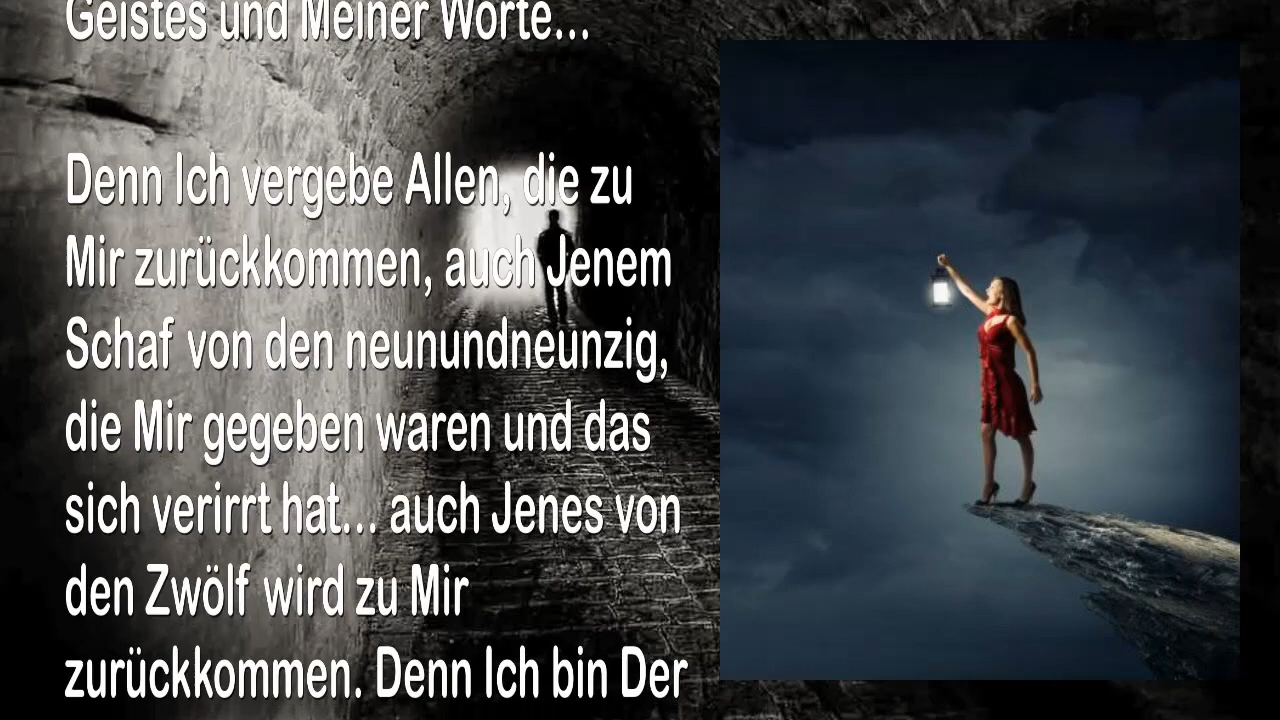 Geistes und Meiner Worte...
Denn Ich vergebe Allen, die zu
Mir zurückkommen, auch Jenem
Schaf von den neunundneunzig,
die Mir gegeben waren und das
sich verirrt hat... auch Jenes von
den Zwölf wird zu Mir
zurückkommen. Denn Ich bin Der